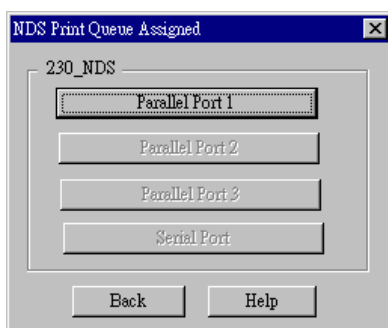 NDS Print Queue Assigned
230_NDS
Parallel Port 1
Parallel Port 2
Parallel Port 3
Serial Port
Back Help